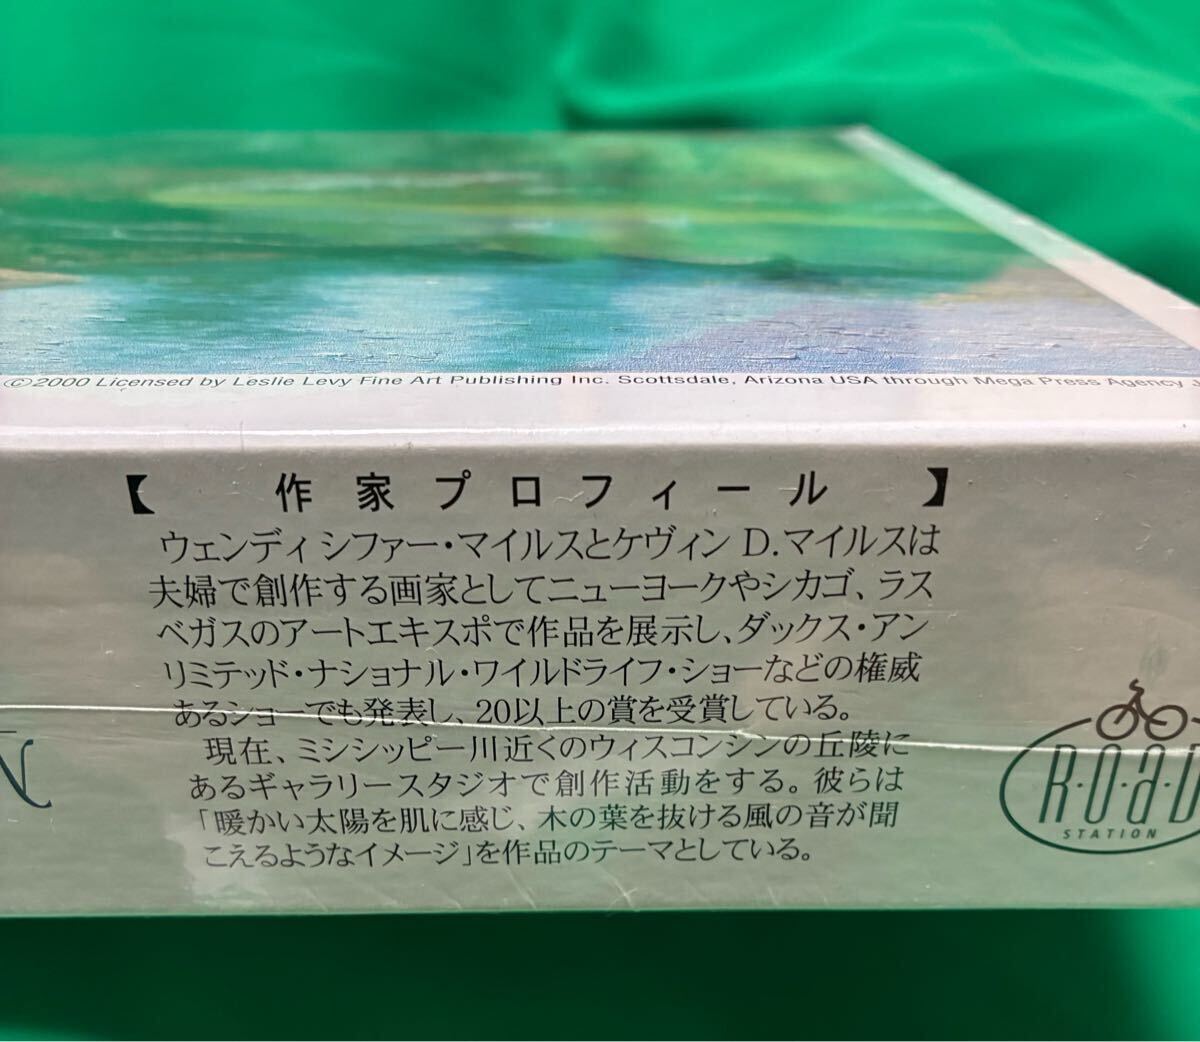 ©2000 Licensed by Leslie Levy Fine Art Publishing Inc. Scottsdale, Arizona USA through Mega Press Agency
【 作家プロフィール 】
ウェンディ シファー・マイルスとケヴィン D.マイルスは
夫婦で創作する画家としてニューヨークやシカゴ、ラス
ベガスのアートエキスポで作品を展示し、ダックス・アン
リミテッド・ナショナル・ワイルドライフ・ショーなどの権威
あるショーでも発表し、20以上の賞を受賞している。
現在、ミシシッピー川近くのウィスコンシンの丘陵に
あるギャラリースタジオで創作活動をする。彼らは
「暖かい太陽を肌に感じ、木の葉を抜ける風の音が聞
こえるようなイメージ」を作品のテーマとしている。
R·O·a·D
STATION